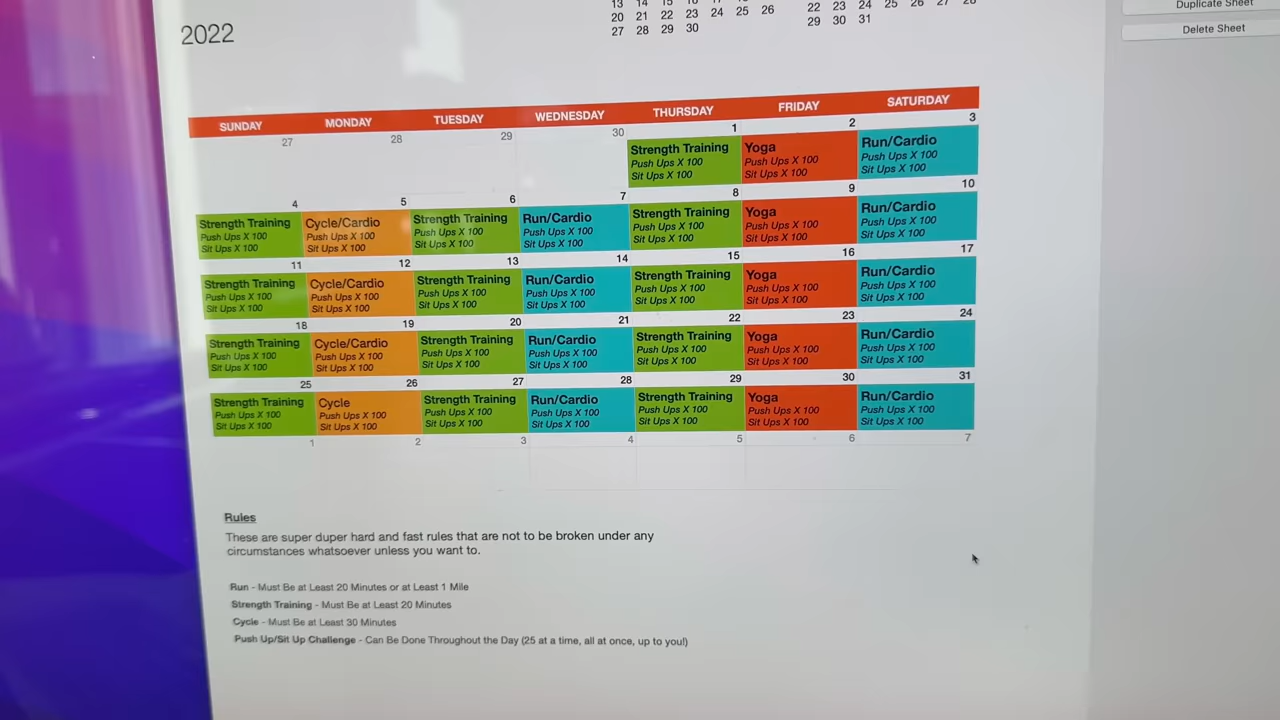 2022
20 21 22 23 24 25 26
27 28 29 30
22 23 24 25 26 27 28
29 30 31
Duplicate Sheet
Delete Sheet
SUNDAY MONDAY TUESDAY WEDNESDAY THURSDAY FRIDAY SATURDAY
27 28 29 30 1 2 3
Strength Training Yoga Run/Cardio
Push Ups X 100 Push Ups X 100 Push Ups X 100
Sit Ups X 100 Sit Ups X 100 Sit Ups X 100
4 5 6 7 8 9 10
Strength Training Cycle/Cardio Strength Training Run/Cardio Strength Training Yoga Run/Cardio
Push Ups X 100 Push Ups X 100 Push Ups X 100 Push Ups X 100 Push Ups X 100 Push Ups X 100 Push Ups X 100
Sit Ups X 100 Sit Ups X 100 Sit Ups X 100 Sit Ups X 100 Sit Ups X 100 Sit Ups X 100 Sit Ups X 100
11 12 13 14 15 16 17
Strength Training Cycle/Cardio Strength Training Run/Cardio Strength Training Yoga Run/Cardio
Push Ups X 100 Push Ups X 100 Push Ups X 100 Push Ups X 100 Push Ups X 100 Push Ups X 100 Push Ups X 100
Sit Ups X 100 Sit Ups X 100 Sit Ups X 100 Sit Ups X 100 Sit Ups X 100 Sit Ups X 100 Sit Ups X 100
18 19 20 21 22 23 24
Strength Training Cycle/Cardio Strength Training Run/Cardio Strength Training Yoga Run/Cardio
Push Ups X 100 Push Ups X 100 Push Ups X 100 Push Ups X 100 Push Ups X 100 Push Ups X 100 Push Ups X 100
Sit Ups X 100 Sit Ups X 100 Sit Ups X 100 Sit Ups X 100 Sit Ups X 100 Sit Ups X 100 Sit Ups X 100
25 26 27 28 29 30 31
Strength Training Cycle Strength Training Run/Cardio Strength Training Yoga Run/Cardio
Push Ups X 100 Push Ups X 100 Push Ups X 100 Push Ups X 100 Push Ups X 100 Push Ups X 100 Push Ups X 100
Sit Ups X 100 Sit Ups X 100 Sit Ups X 100 Sit Ups X 100 Sit Ups X 100 Sit Ups X 100 Sit Ups X 100
1 2 3 4 5 6 7
Rules
These are super duper hard and fast rules that are not to be broken under any
circumstances whatsoever unless you want to.
Run - Must Be at Least 20 Minutes or at Least 1 Mile
Strength Training - Must Be at Least 20 Minutes
Cycle - Must Be at Least 30 Minutes
Push Up/Sit Up Challenge - Can Be Done Throughout the Day (25 at a time, all at once, up to you!)